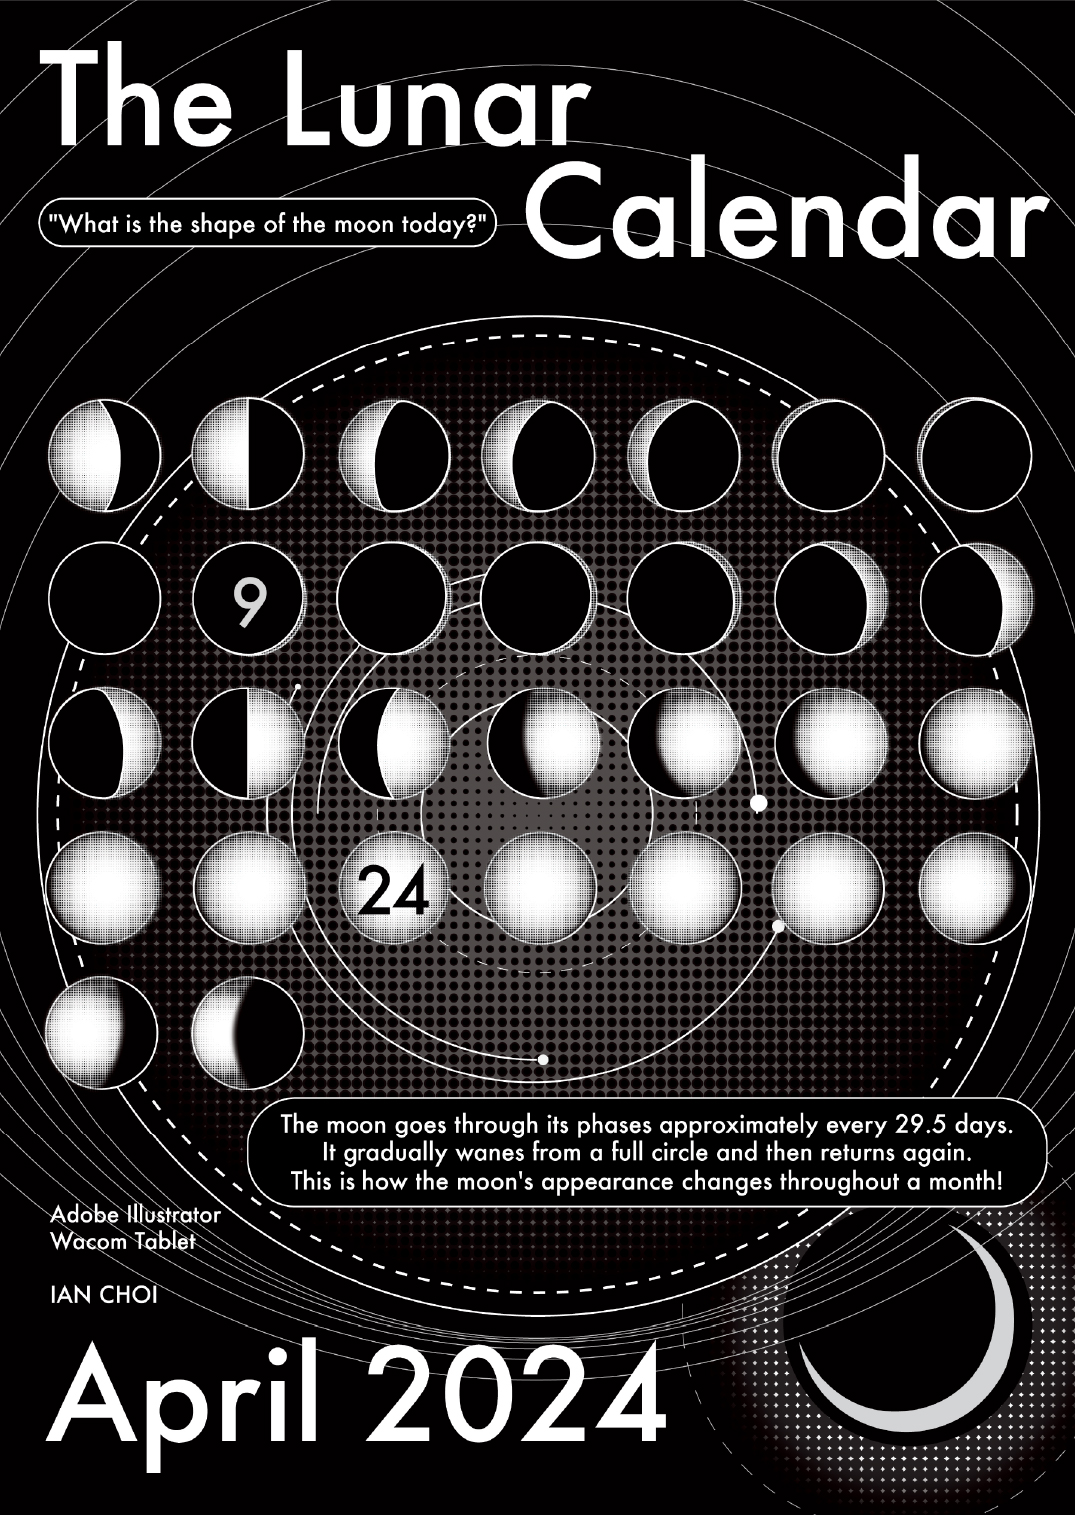 The Lunar
Calendar
"What is the shape of the moon today?"
9
24
The moon goes through its phases approximately every 29.5 days.
It gradually wanes from a full circle and then returns again.
This is how the moon's appearance changes throughout a month!
Adobe Illustrator
Wacom Tablet
IAN CHOI
April 2024